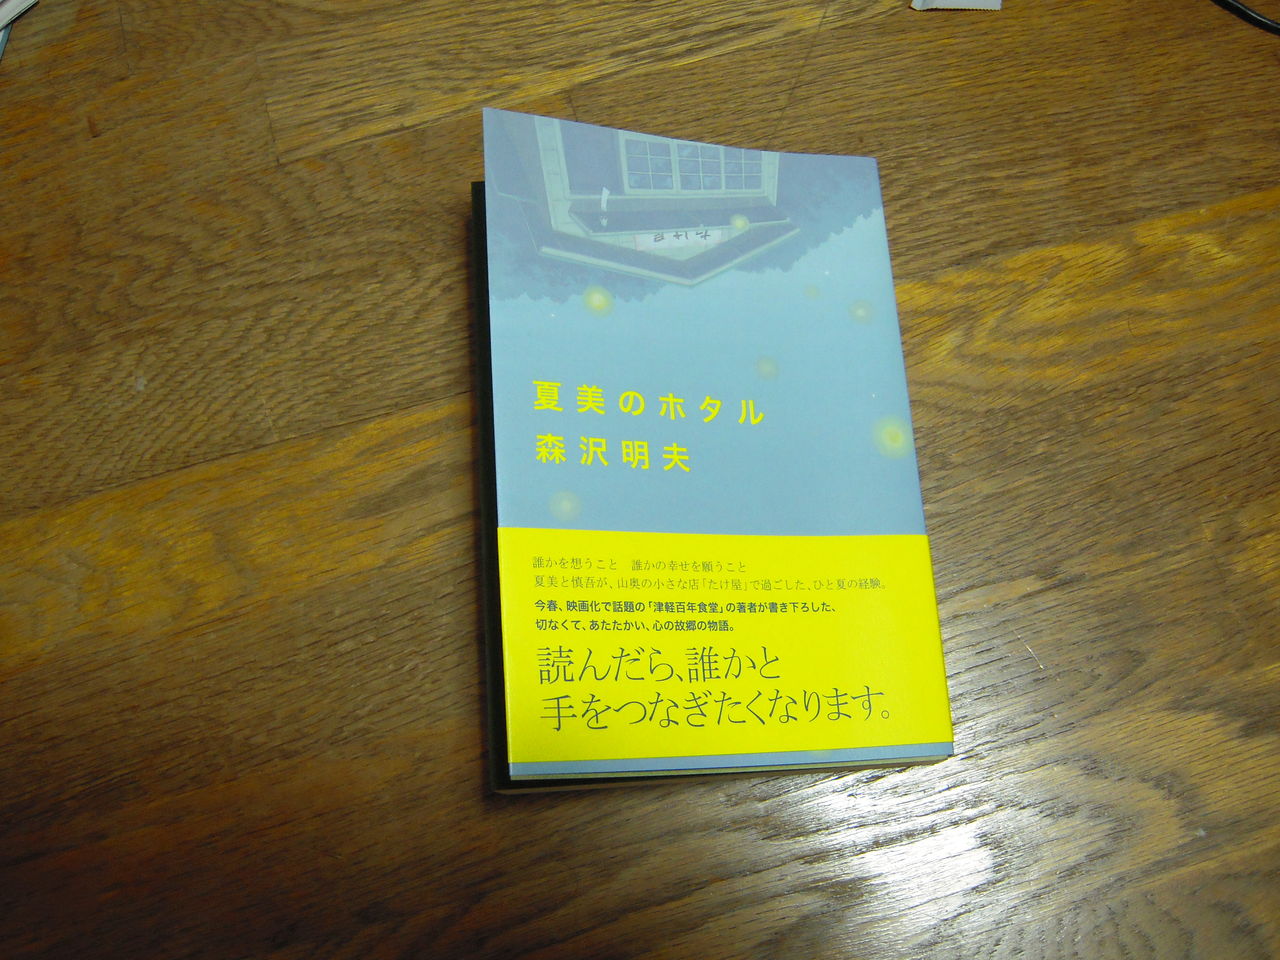 たけ屋
夏美のホタル
森沢明夫
誰かを想うこと　誰かの幸せを願うこと
夏美と慎吾が、山奥の小さな店「たけ屋」で過ごした、ひと夏の経験。
今春、映画化で話題の「津軽百年食堂」の著者が書き下ろした、
切なくて、あたたかい、心の故郷の物語。
読んだら、誰かと
手をつなぎたくなります。